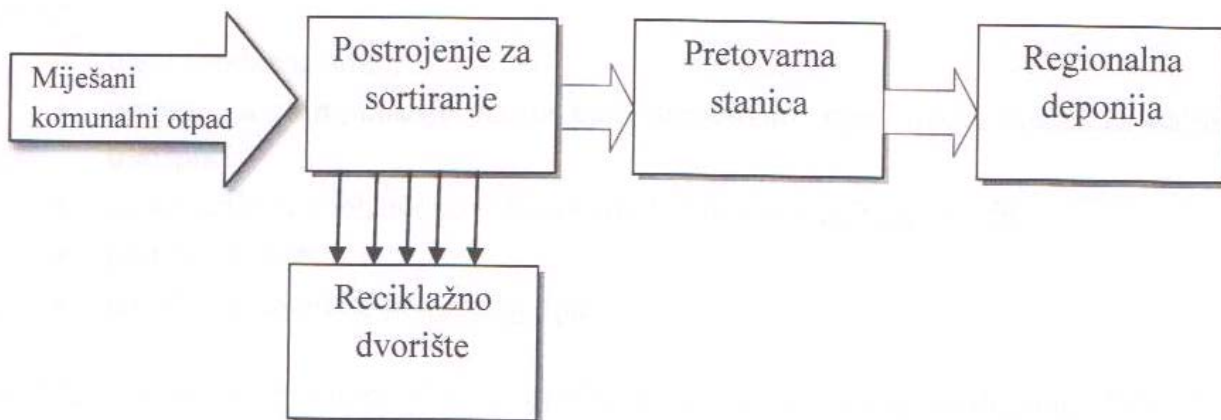 Miješani
komunalni otpad
Postrojenje za
sortiranje
Pretovarna
stanica
Regionalna
deponija
Reciklažno
dvorište